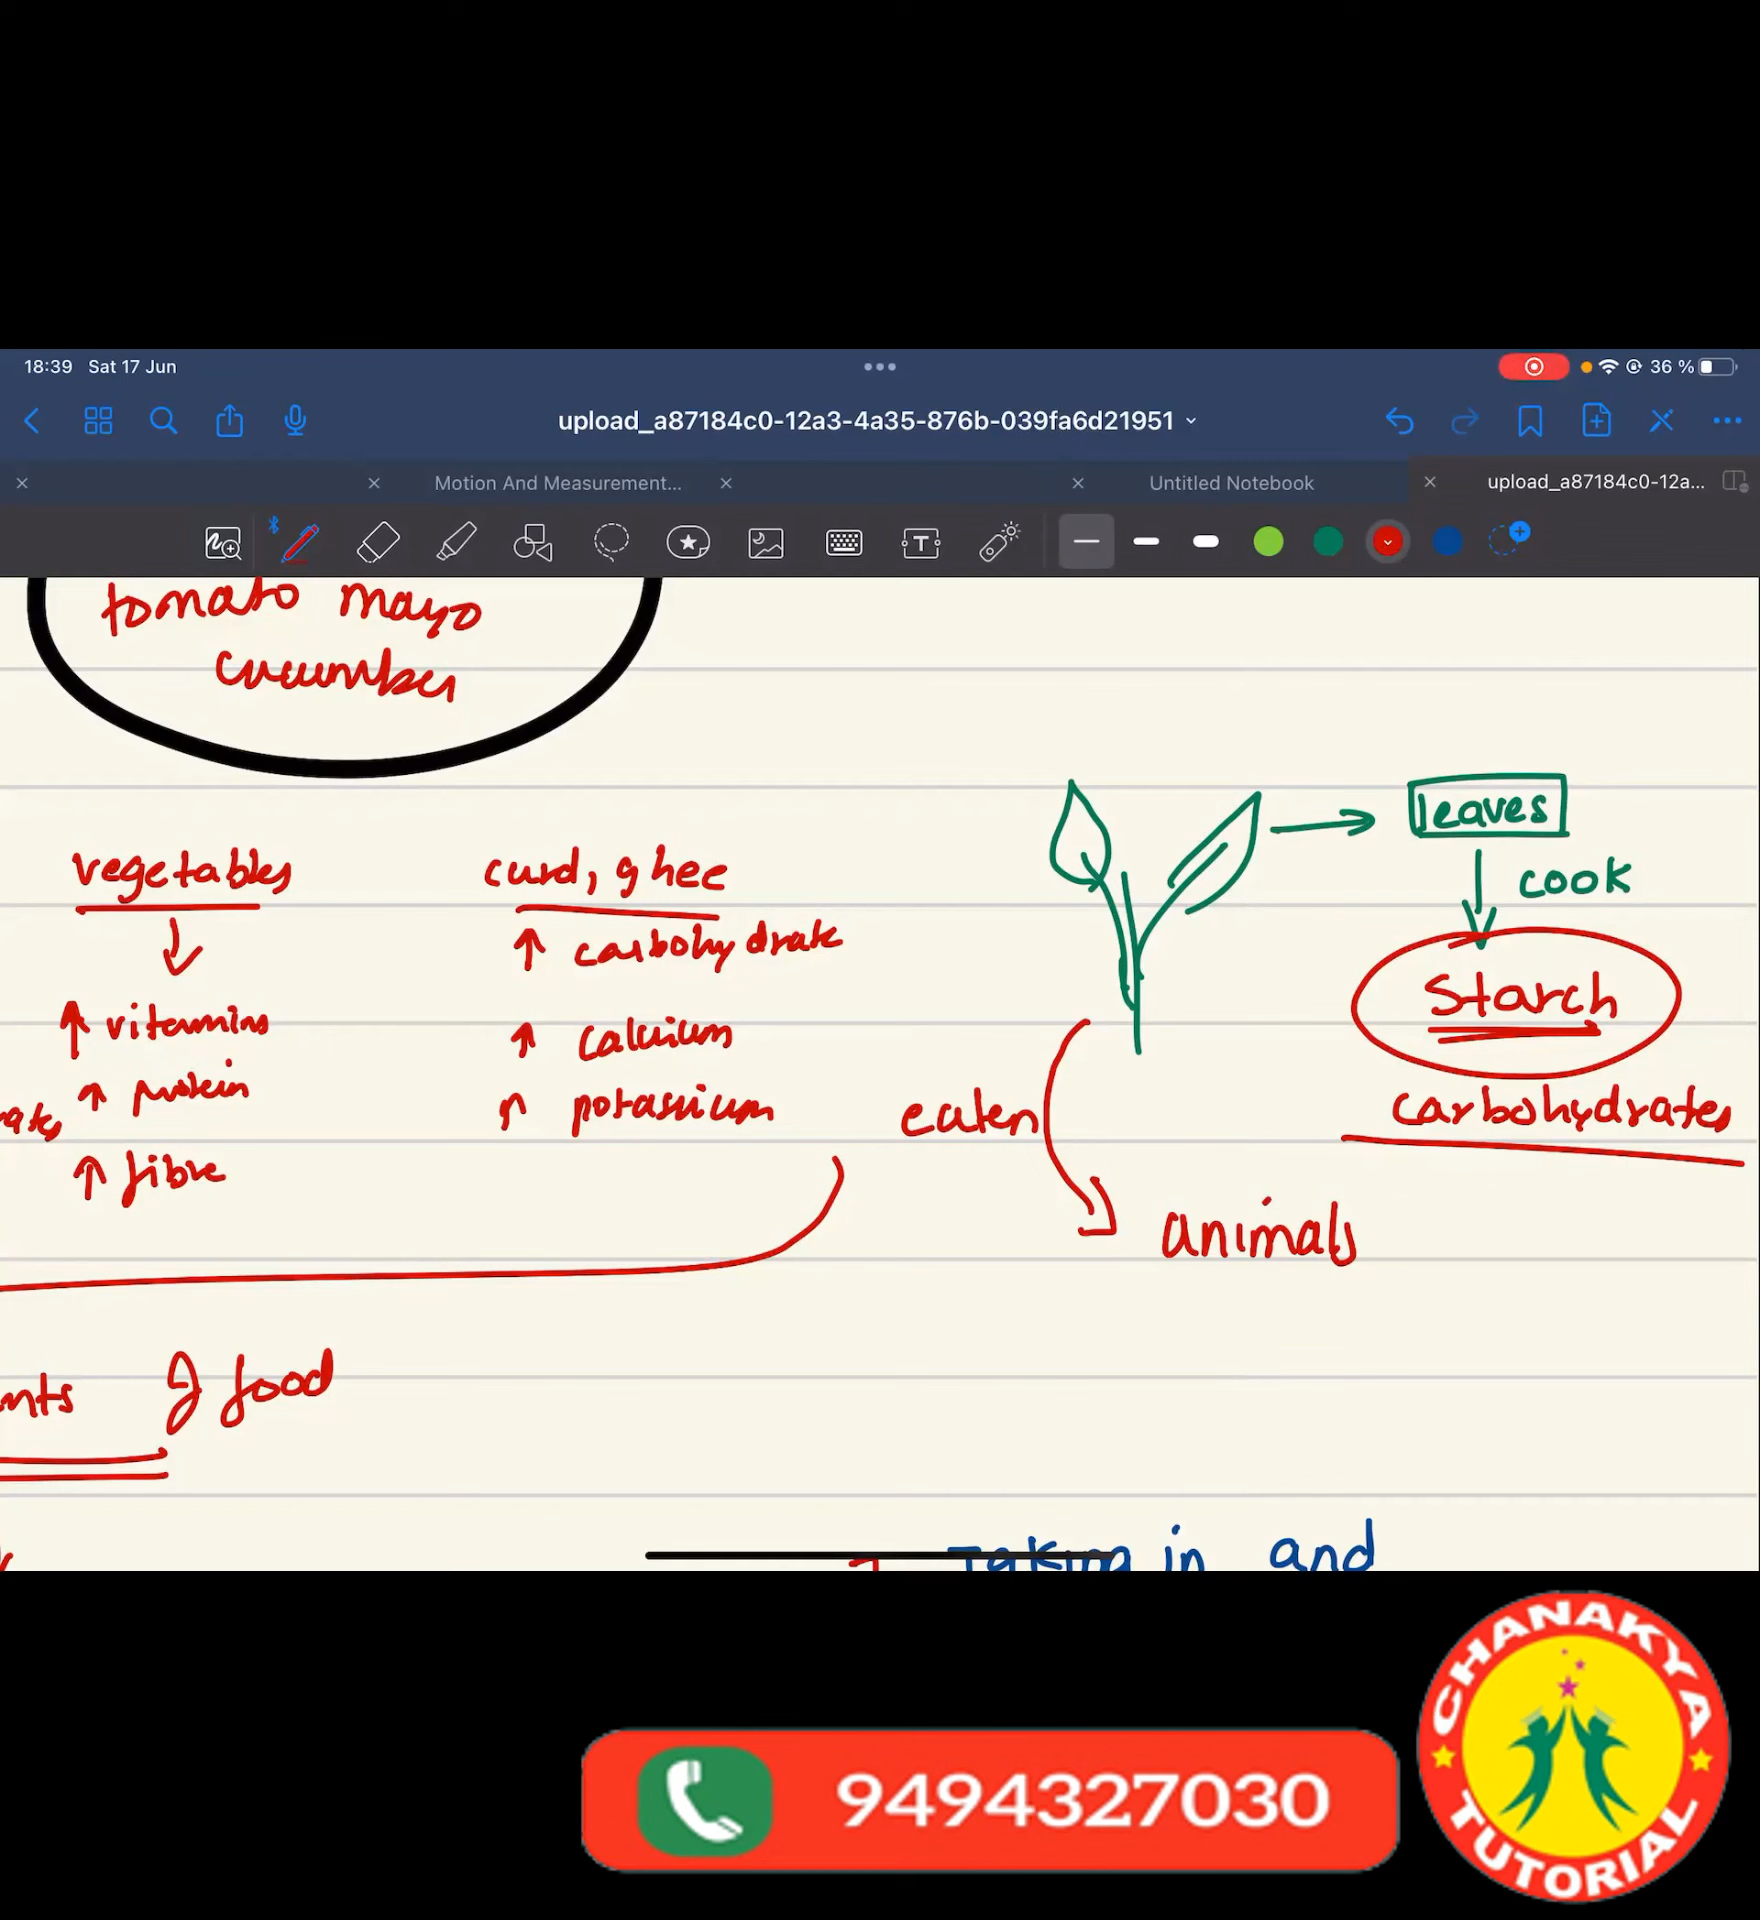 18:39 Sat 17 Jun
36 %
upload_a87184c0-12a3-4a35-876b-039fa6d21951
Motion And Measurement...
Untitled Notebook
upload_a87184c0-12a...
T
tomato mayo
cucumber
leaves
vegetables
curd, ghee
cook
carbohydrate
Starch
vitamins
calcium
carbohydrates
protein
potassium
eaten
fibre
animals
nts of food
Taking in and
9494327030
CHANAKYA
TUTORIAL